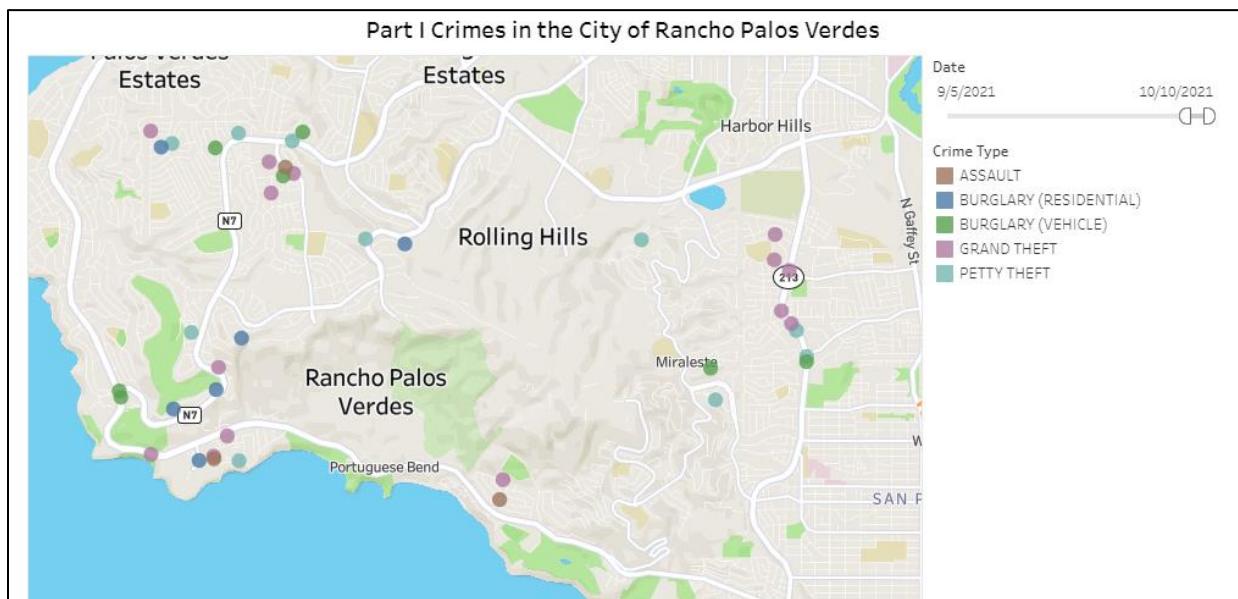 Part I Crimes in the City of Rancho Palos Verdes
Palos Verdes
Estates
Estates
Harbor Hills
N Gaffey St
N7
Rolling Hills
213
Miraleste
Rancho Palos
Verdes
N7
Portuguese Bend
SAN P
W
Date
9/5/2021
10/10/2021
Crime Type
ASSAULT
BURGLARY (RESIDENTIAL)
BURGLARY (VEHICLE)
GRAND THEFT
PETTY THEFT